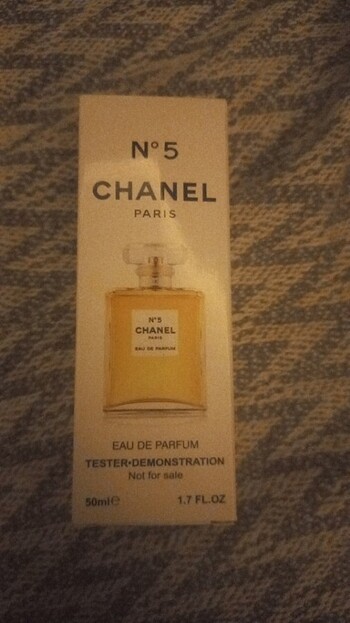 N°5
CHANEL
PARIS
N°5
CHANEL
PARIS
EAU DE PARFUM
EAU DE PARFUM
TESTER•DEMONSTRATION
Not for sale
50ml℮ 1.7 FL.OZ